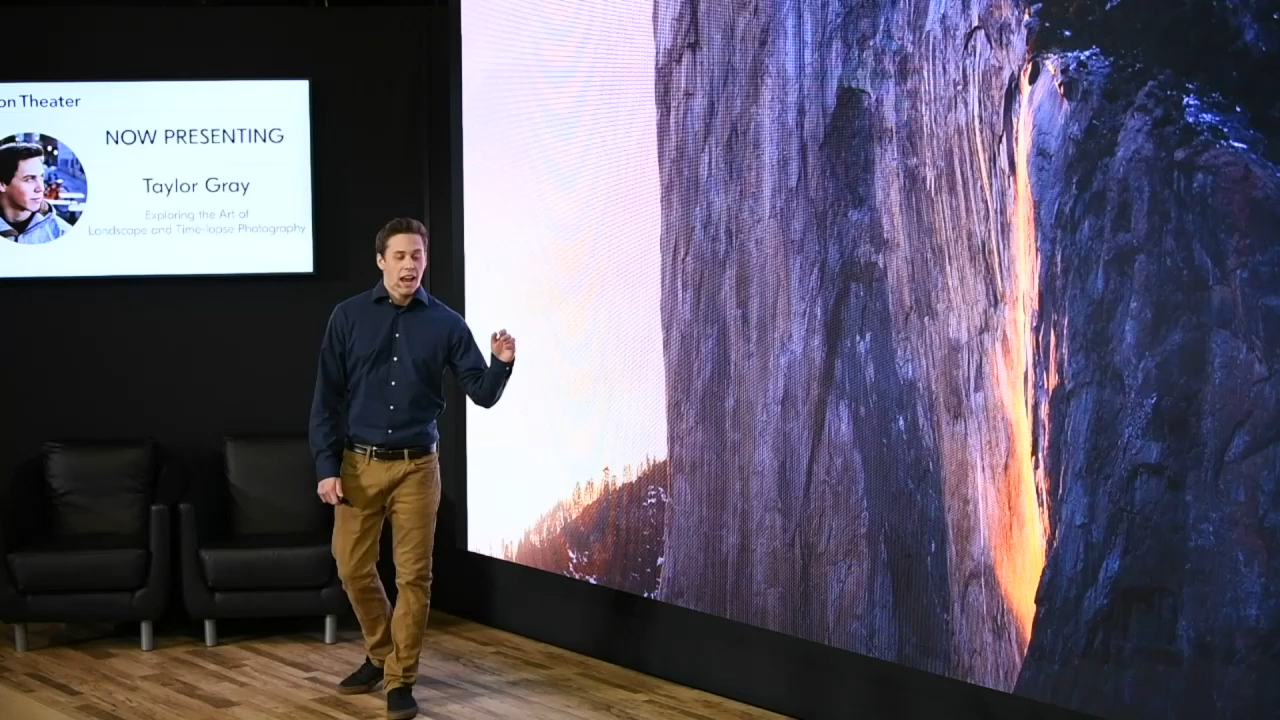 on Theater
NOW PRESENTING
Taylor Gray
Exploring the Art of
Landscape and Time-lapse Photography